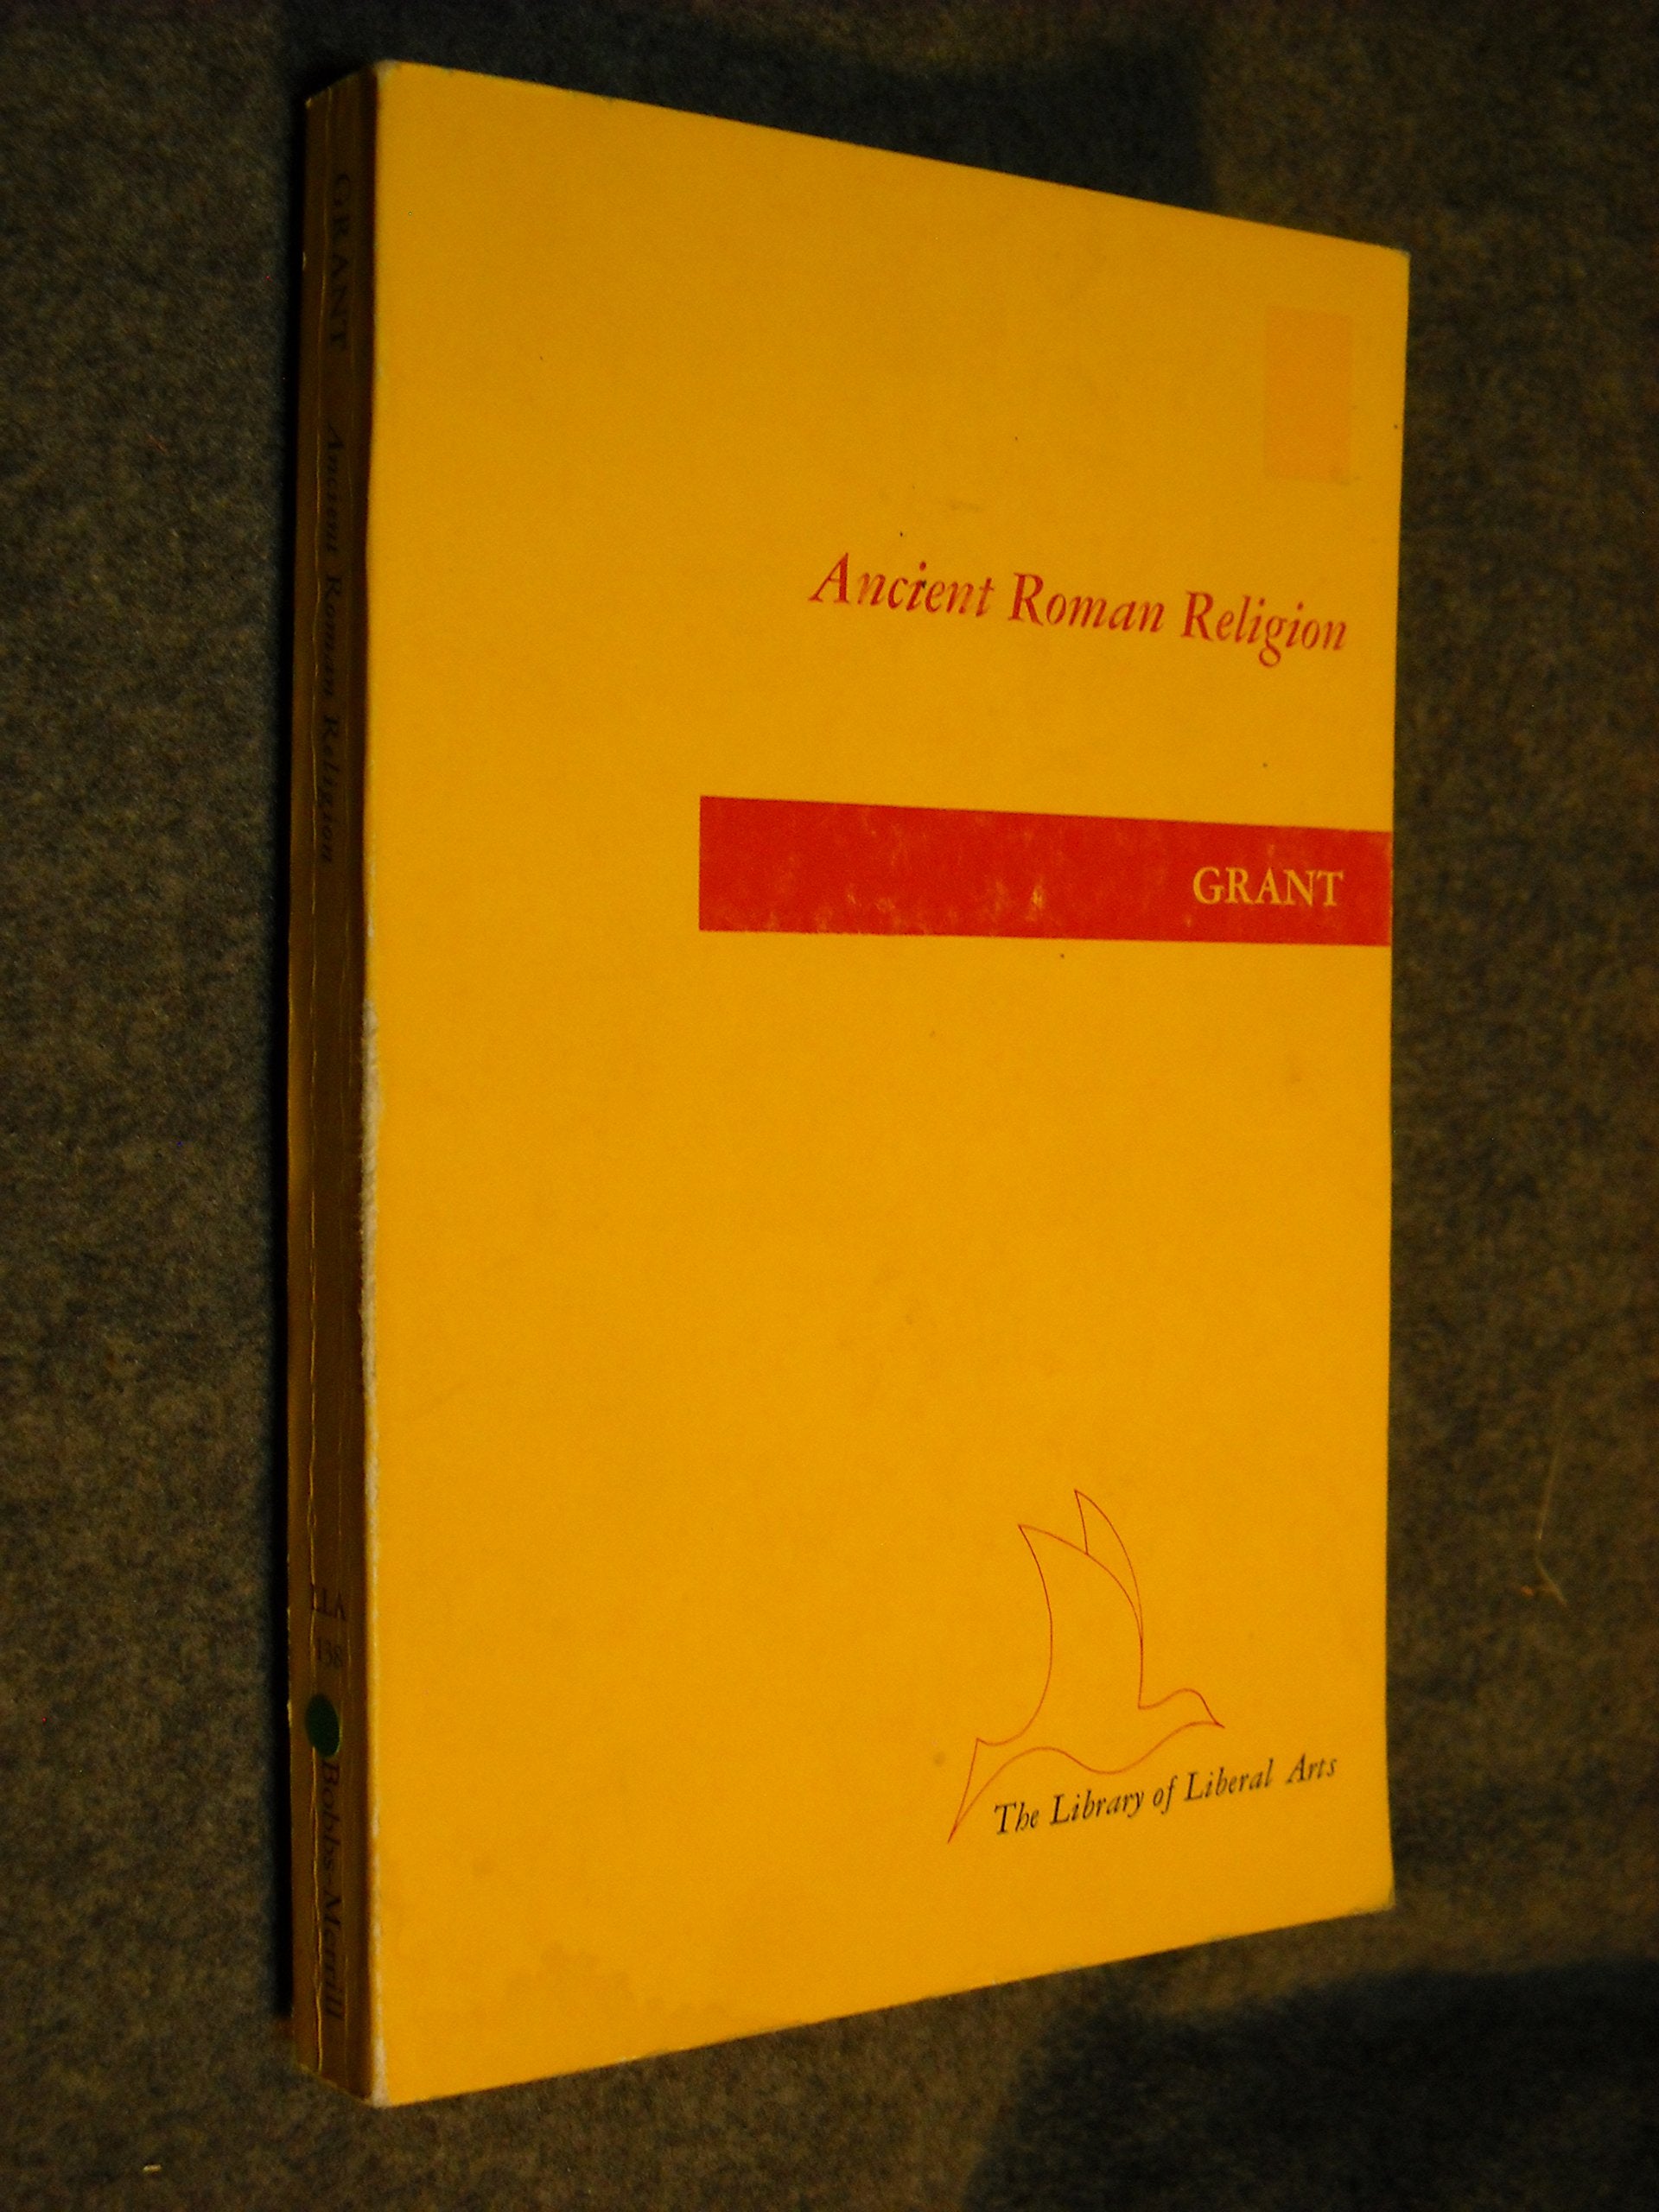 Ancient Roman Religion
GRANT
The Library of Liberal Arts
GRANT Ancient Roman Religion
LLA
138
Bobbs-Merrill